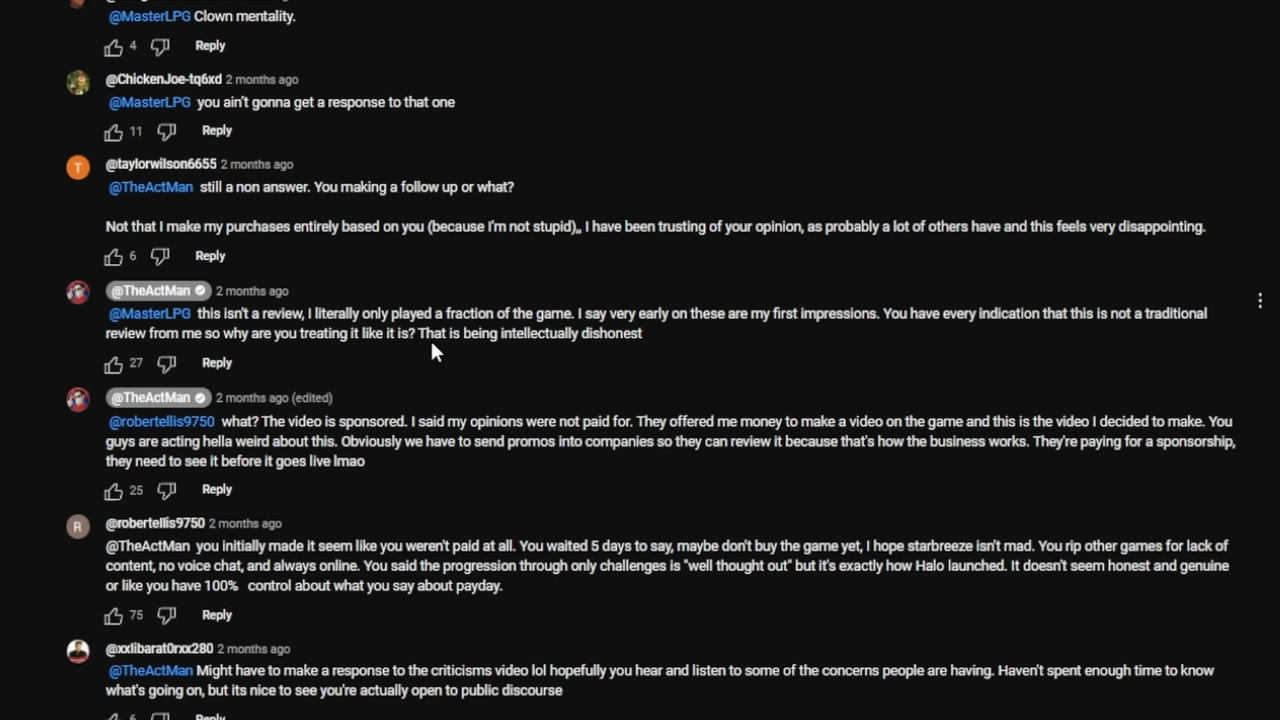 @MasterLPG Clown mentality.
4 Reply
@ChickenJoe-tq6xd 2 months ago
@MasterLPG you ain't gonna get a response to that one
11 Reply
T
@taylorwilson6655 2 months ago
@TheActMan still a non answer. You making a follow up or what?
Not that I make my purchases entirely based on you (because I'm not stupid),, I have been trusting of your opinion, as probably a lot of others have and this feels very disappointing.
6 Reply
@TheActMan 2 months ago
@MasterLPG this isn't a review, I literally only played a fraction of the game. I say very early on these are my first impressions. You have every indication that this is not a traditional
review from me so why are you treating it like it is? That is being intellectually dishonest
27 Reply
@TheActMan 2 months ago (edited)
@robertellis9750 what? The video is sponsored. I said my opinions were not paid for. They offered me money to make a video on the game and this is the video I decided to make. You
guys are acting hella weird about this. Obviously we have to send promos into companies so they can review it because that's how the business works. They're paying for a sponsorship,
they need to see it before it goes live lmao
25 Reply
R
@robertellis9750 2 months ago
@TheActMan you initially made it seem like you weren't paid at all. You waited 5 days to say, maybe don't buy the game yet, I hope starbreeze isn't mad. You rip other games for lack of
content, no voice chat, and always online. You said the progression through only challenges is "well thought out" but it's exactly how Halo launched. It doesn't seem honest and genuine
or like you have 100% control about what you say about payday.
75 Reply
@xxlibarat0rxx280 2 months ago
@TheActMan Might have to make a response to the criticisms video lol hopefully you hear and listen to some of the concerns people are having. Haven't spent enough time to know
what's going on, but its nice to see you're actually open to public discourse
6 Reply